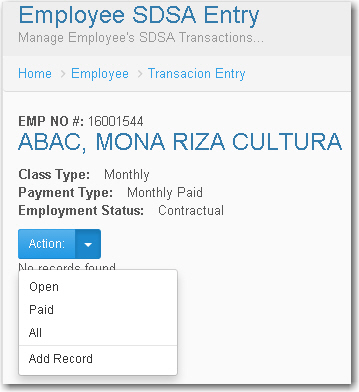 Employee SDSA Entry
Manage Employee's SDSA Transactions...
Home > Employee > Transacion Entry
EMP NO #: 16001544
ABAC, MONA RIZA CULTURA
Class Type: Monthly
Payment Type: Monthly Paid
Employment Status: Contractual
Action:
No records found
Open
Paid
All
Add Record